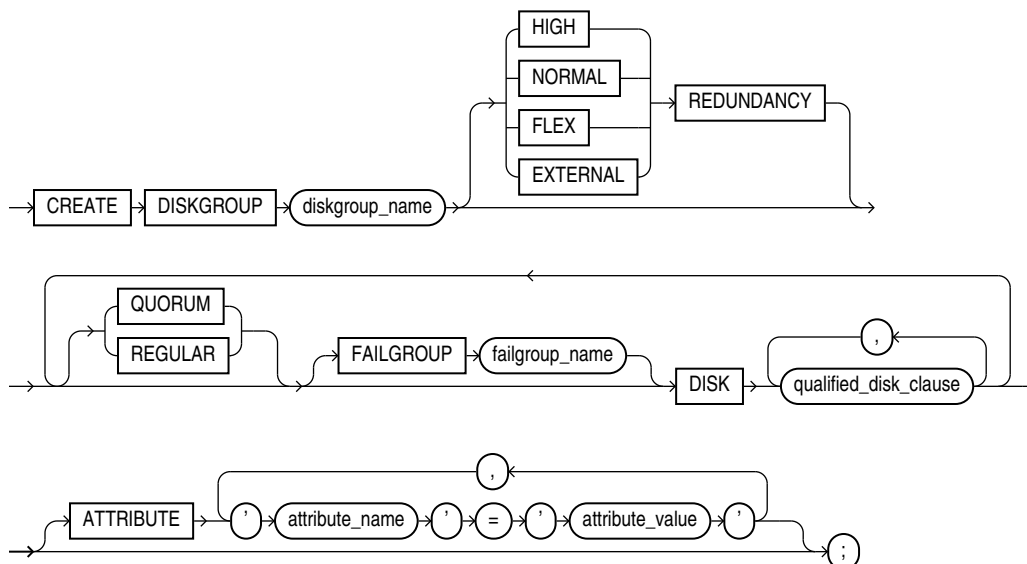 HIGH
NORMAL
FLEX
EXTERNAL
REDUNDANCY
CREATE DISKGROUP diskgroup_name
QUORUM
REGULAR
FAILGROUP failgroup_name
,
DISK qualified_disk_clause
,
ATTRIBUTE ’ attribute_name ’ = ’ attribute_value ’
;